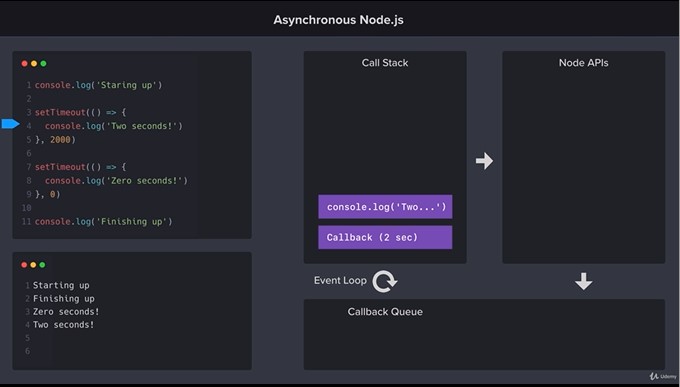 Asynchronous Node.js
1 console.log('Staring up')
2
3 setTimeout(() => {
4   console.log('Two seconds!')
5 }, 2000)
6
7 setTimeout(() => {
8   console.log('Zero seconds!')
9 }, 0)
10
11 console.log('Finishing up')
1 Starting up
2 Finishing up
3 Zero seconds!
4 Two seconds!
5
6
Call Stack
console.log('Two...')
Callback (2 sec)
Node APIs
Event Loop
Callback Queue
Udemy